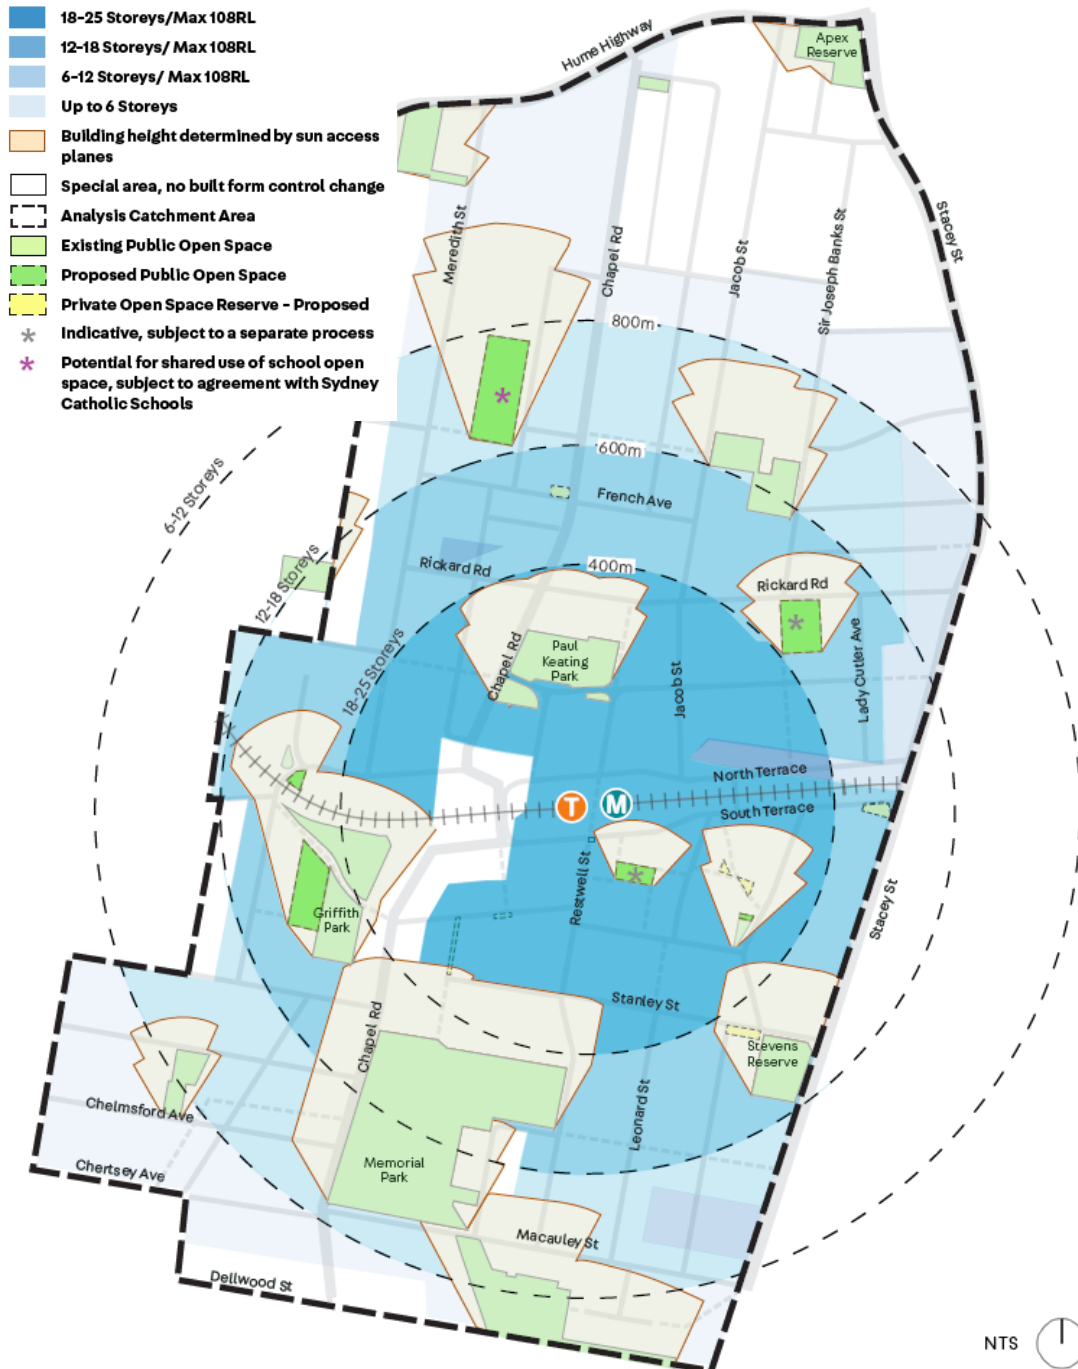 18-25 Storeys/Max 108RL
12-18 Storeys/ Max 108RL
6-12 Storeys/ Max 108RL
Up to 6 Storeys
Building height determined by sun access
planes
Special area, no built form control change
Analysis Catchment Area
Existing Public Open Space
Proposed Public Open Space
Private Open Space Reserve - Proposed
Indicative, subject to a separate process
Potential for shared use of school open
space, subject to agreement with Sydney
Catholic Schools
Hume Highway
Apex
Reserve
Meredith St
Chapel Rd
Jacob St
Sir Joseph Banks St
Stacey St
800m
600m
6-12 Storeys
French Ave
12-18 Storeys
Rickard Rd
400m
Rickard Rd
18-25 Storeys
Chapel Rd
Paul
Keating
Park
Jacob St
Lady Cutler Ave
North Terrace
T
M
South Terrace
Restwell St
Griffith
Park
Stacey St
Stanley St
Chapel Rd
Stevens
Reserve
Leonard St
Chelmsford Ave
Chertsey Ave
Memorial
Park
Macauley St
Dellwood St
NTS